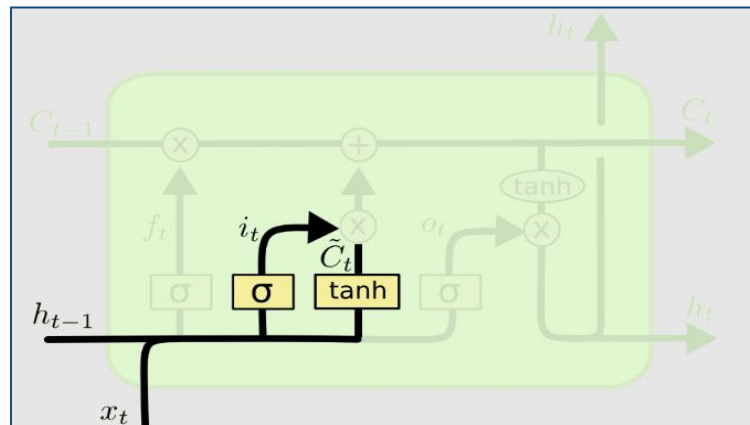 h_t
C_{t-1} × + C_t
tanh
f_t i_t × o_t ×
C̃_t
σ σ tanh σ
h_{t-1} h_t
x_t